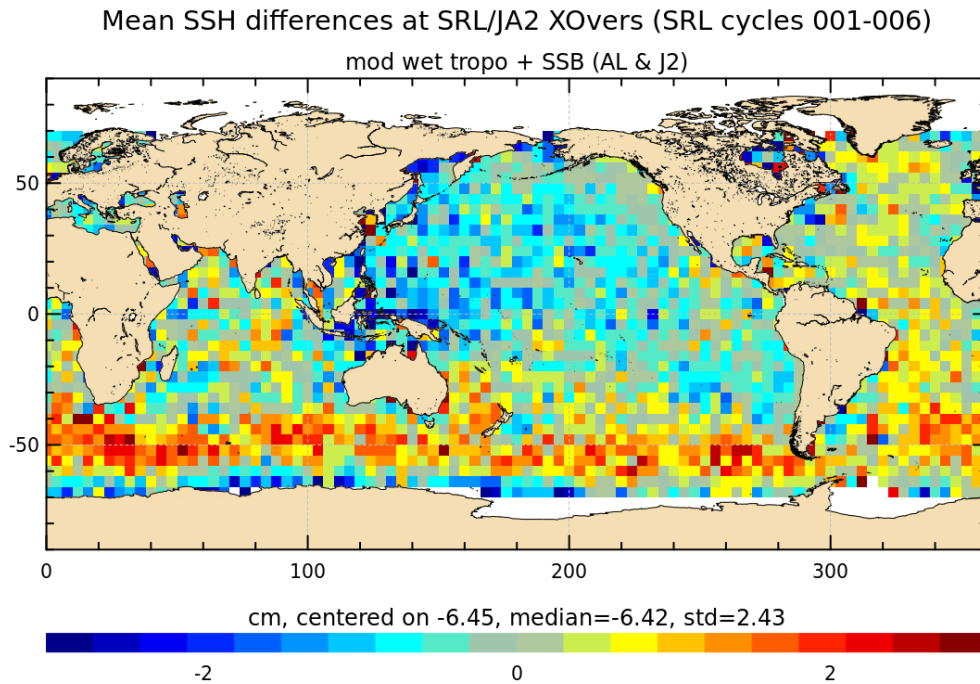 Mean SSH differences at SRL/JA2 XOvers (SRL cycles 001-006)
mod wet tropo + SSB (AL & J2)
50
0
-50
0 100 200 300
cm, centered on -6.45, median=-6.42, std=2.43
-2 0 2